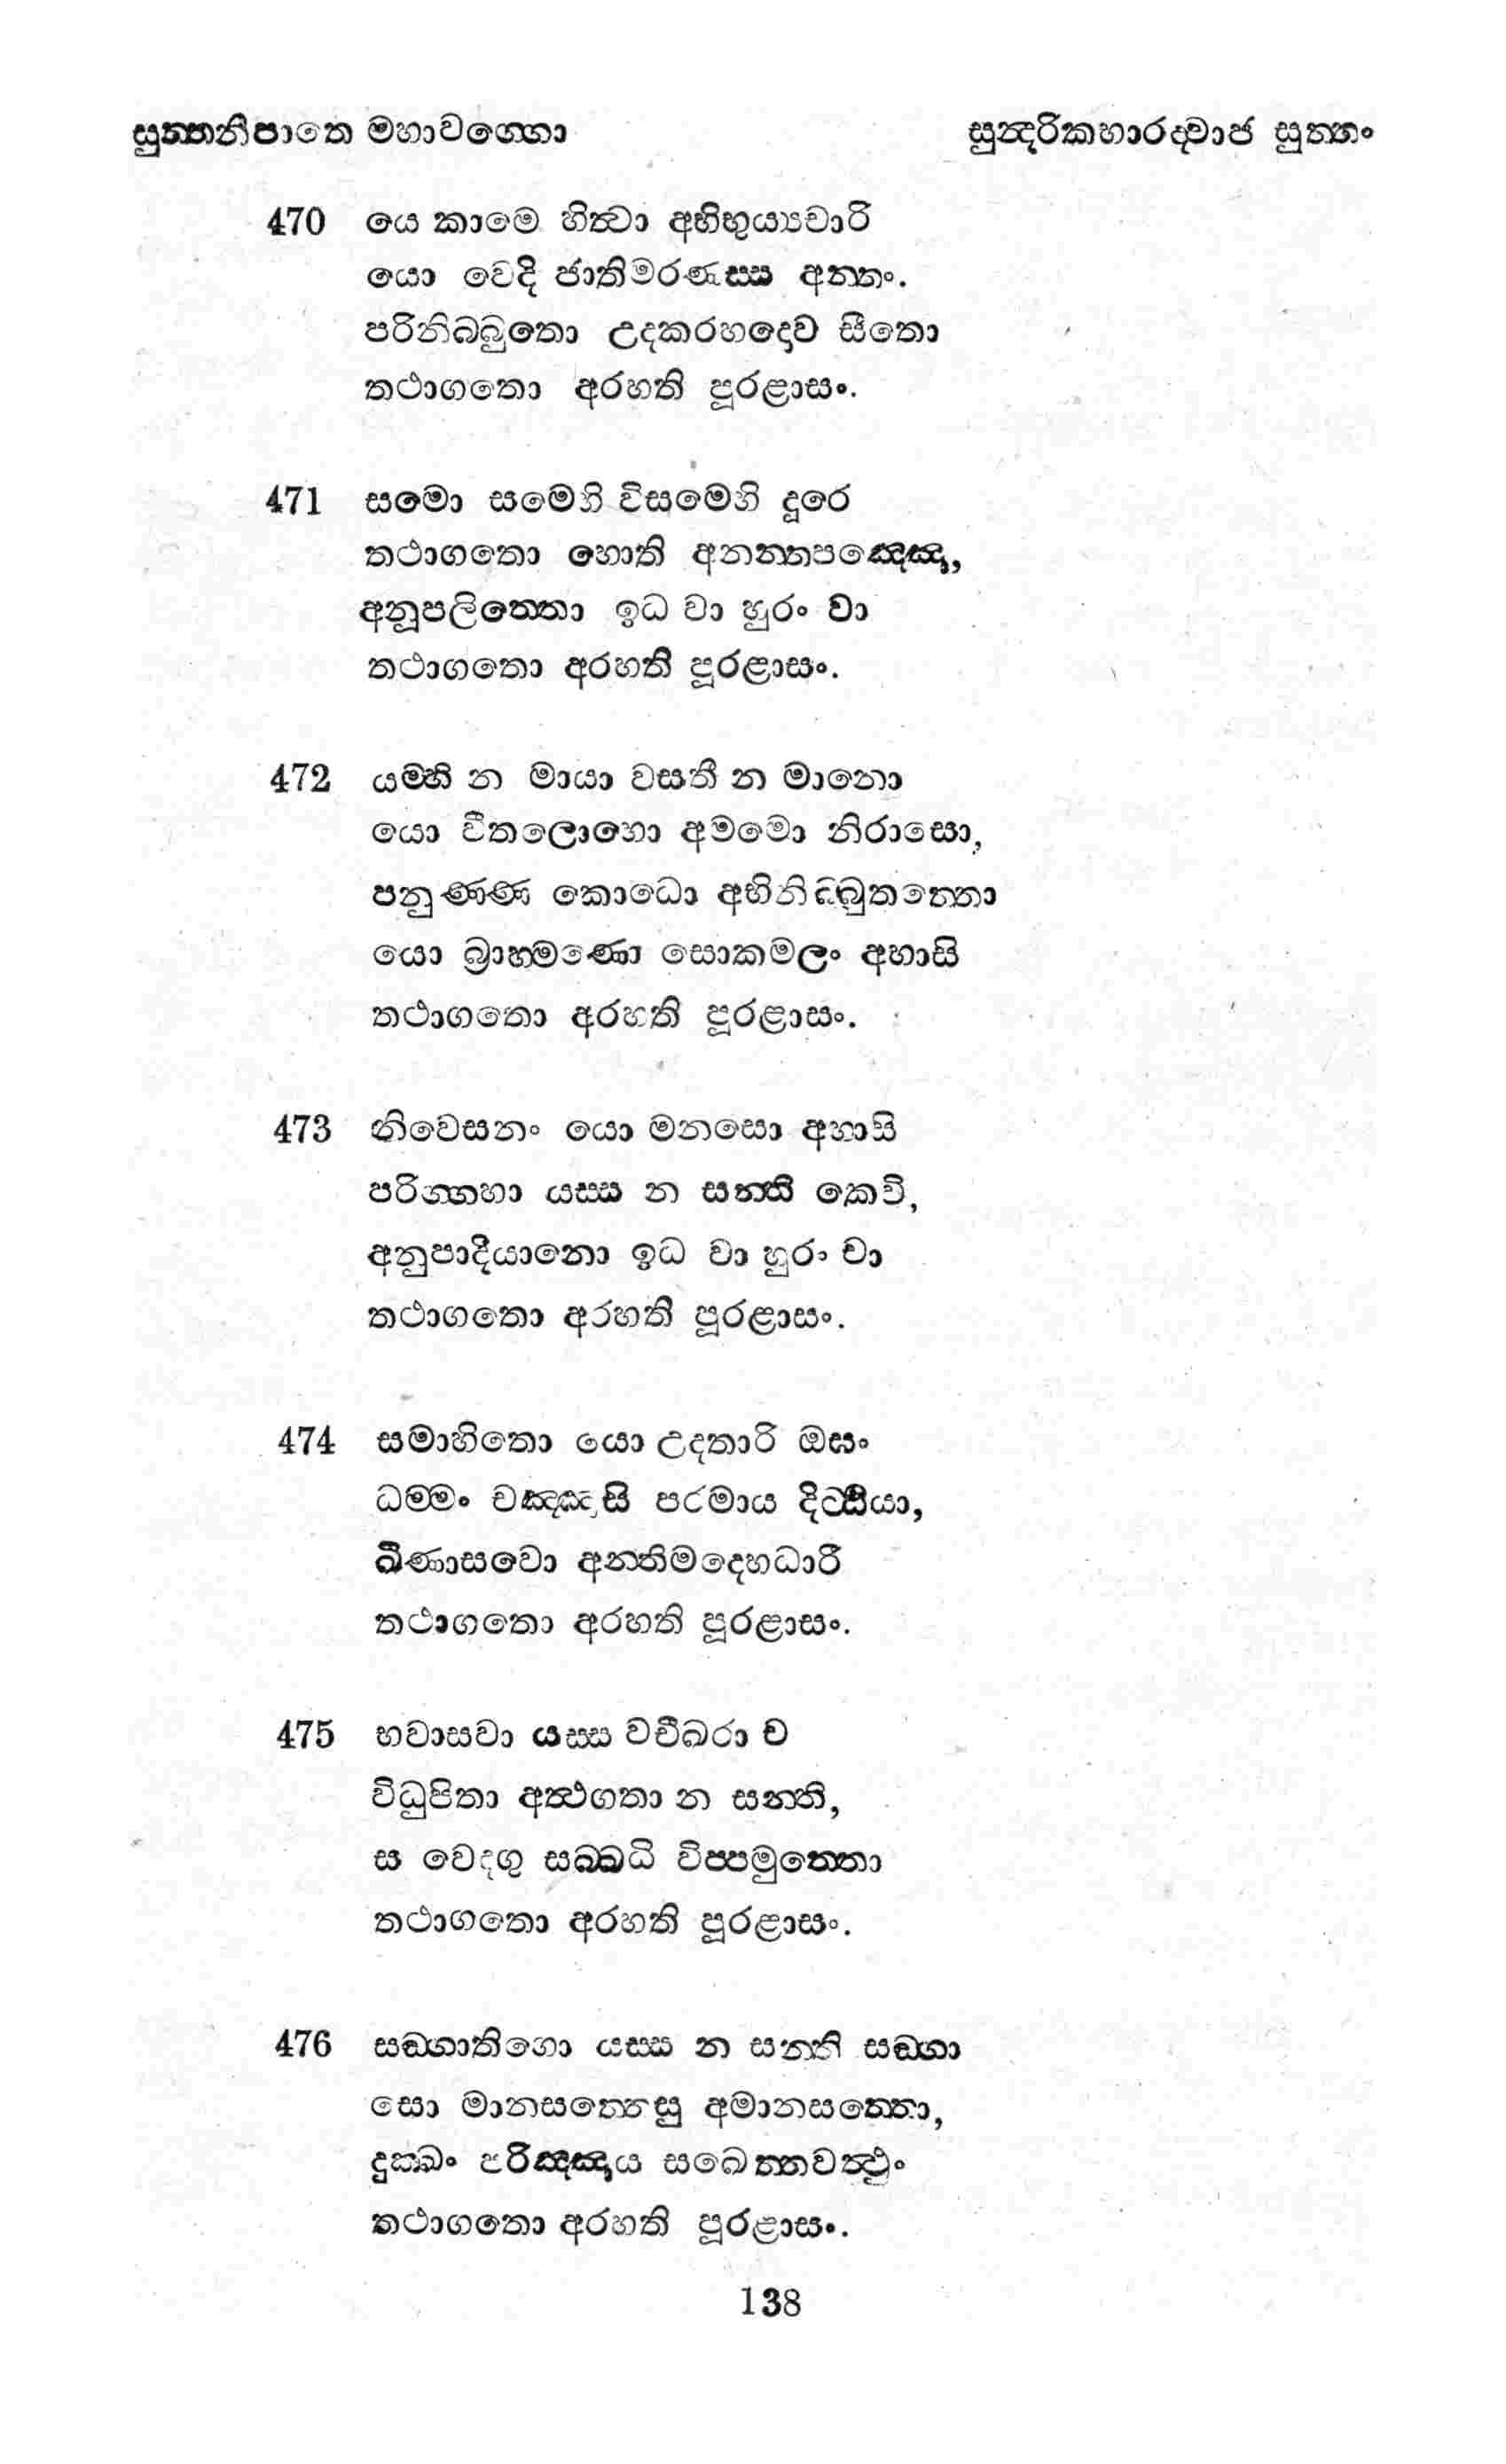 සුත්තනිපාතෙ මහාවග්ගො
සුන්දරිකභාරද්වාජ සුත්තං
470 යෙ කාමෙ හිත්වා අභිභුය්‍යචාරි
යො වෙදි ජාතිමරණස්ස අන්තං.
පරිනිබ්බුතො උදකරහදොව සීතො
තථාගතො අරහති පූරළාසං.
471 සමො සමෙහි විසමෙහි දූරෙ
තථාගතො හොති අනන්තපඤ්ඤො,
අනූපලිත්තො ඉධ වා හුරං වා
තථාගතො අරහති පූරළාසං.
472 යම්හි න මායා වසතී න මානො
යො වීතලොභො අමමො නිරාසො,
පනුණ්ණ කොධො අභිනිබ්බුතත්තො
යො බ්‍රාහ්මණො සොකමලං අහාසි
තථාගතො අරහති පූරළාසං.
473 නිවෙසනං යො මනසො අහාසි
පරිග්ගහා යස්ස න සන්ති කෙචි,
අනුපාදියානො ඉධ වා හුරං වා
තථාගතො අරහති පූරළාසං.
474 සමාහිතො යො උදතාරි ඔඝං
ධම්මං චඤ්ඤාසි පරමාය දිට්ඨියා,
ඛීණාසවො අන්තිමදෙහධාරී
තථාගතො අරහති පූරළාසං.
475 භවාසවා යස්ස වචීඛරා ච
විධුපිතා අත්ථගතා න සන්ති,
ස වෙදගු සබ්බධි විප්පමුත්තො
තථාගතො අරහති පූරළාසං.
476 සඞ්ගාතිගො යස්ස න සන්ති සඞ්ගා
සො මානසත්තෙසු අමානසත්තො,
දුක්ඛං පරිඤ්ඤාය සඛෙත්තවත්ථුං
තථාගතො අරහති පූරළාසං.
138